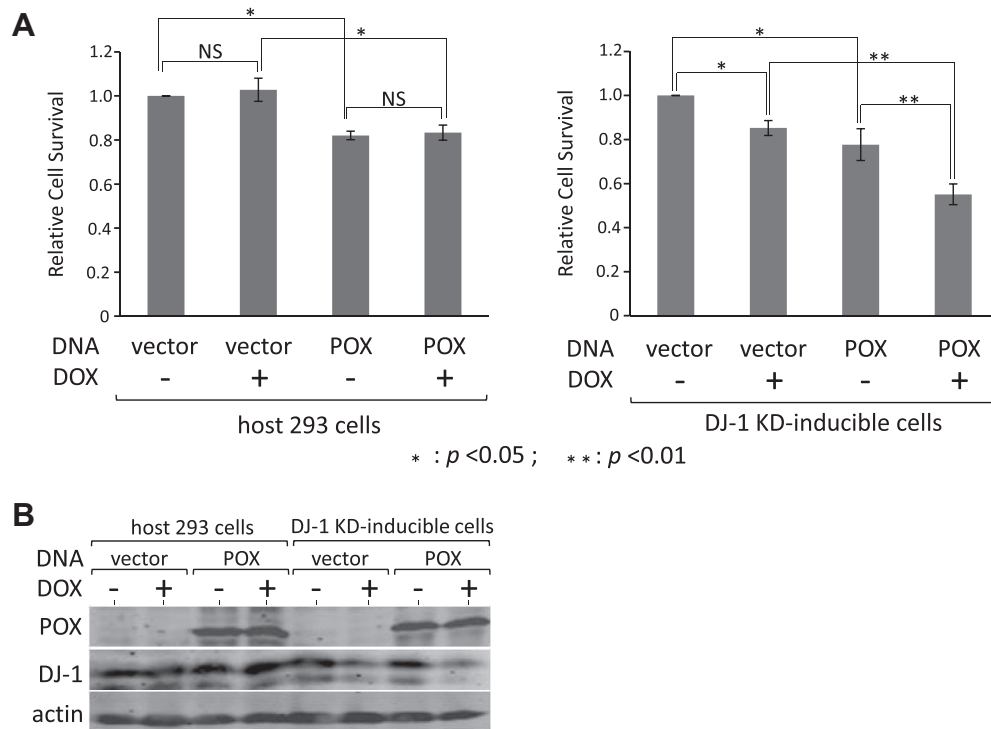 A
* *
NS
NS
1.2
1.0
0.8
0.6
0.4
0.2
0
Relative Cell Survival
DNA vector vector POX POX
DOX - + - +
host 293 cells
* **
* **
1.2
1.0
0.8
0.6
0.4
0.2
0
Relative Cell Survival
DNA vector vector POX POX
DOX - + - +
DJ-1 KD-inducible cells
* : p <0.05 ; **: p <0.01
B
host 293 cells DJ-1 KD-inducible cells
DNA vector POX vector POX
DOX - + - + - + - +
POX
DJ-1
actin